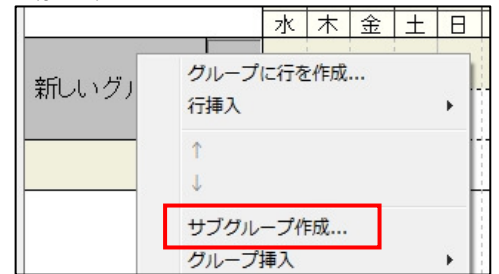 水 木 金 土 日
新しいグ
グループに行を作成...
行挿入
↑
↓
サブグループ作成...
グループ挿入